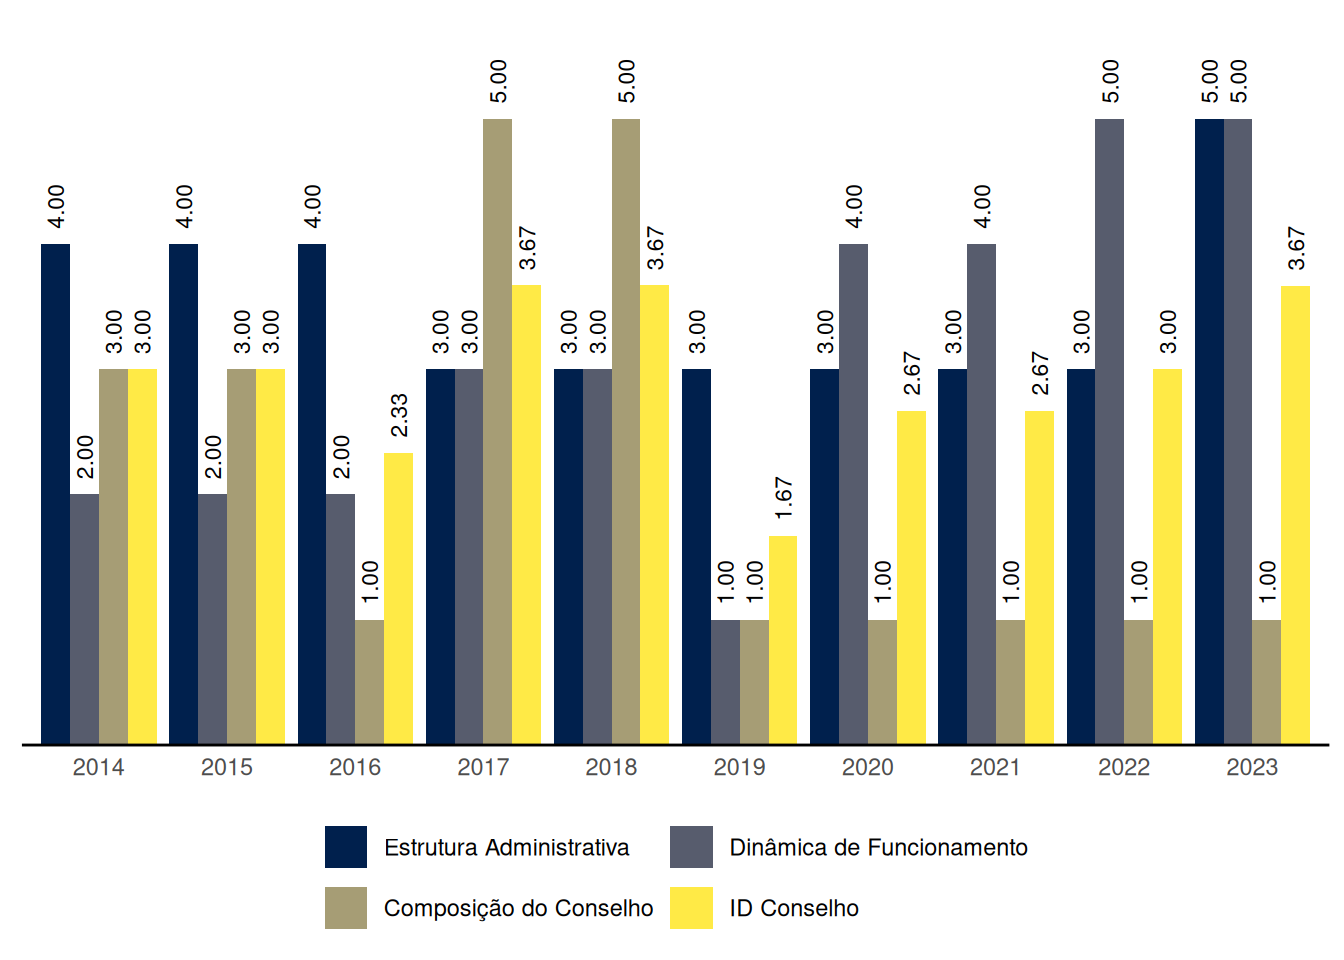 4.00 2.00 3.00 3.00
4.00 2.00 3.00 3.00
4.00 2.00 1.00 2.33
3.00 3.00 5.00 3.67
3.00 3.00 5.00 3.67
3.00 1.00 1.00 1.67
3.00 4.00 1.00 2.67
3.00 4.00 1.00 2.67
3.00 5.00 1.00 3.00
5.00 5.00 1.00 3.67
2014 2015 2016 2017 2018 2019 2020 2021 2022 2023
Estrutura Administrativa Dinâmica de Funcionamento
Composição do Conselho ID Conselho